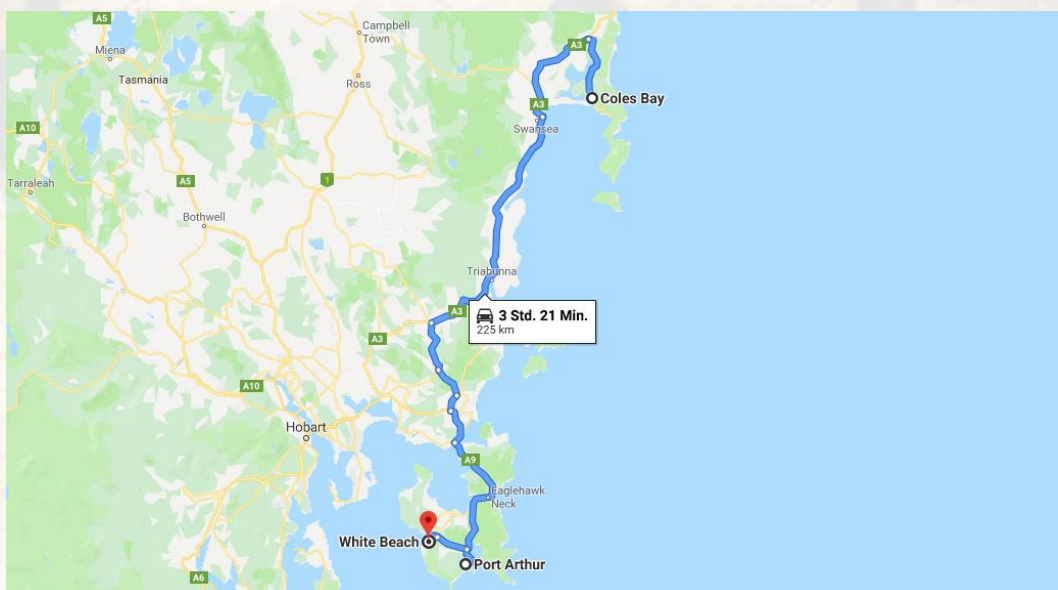 A5
Campbell
Town
Miena
A3
Tasmania
Ross
Coles Bay
A3
Swansea
A10
Tarraleah
A5
1
Bothwell
Triabunna
A3
3 Std. 21 Min.
225 km
A3
A10
Hobart
A9
Eaglehawk
Neck
White Beach
Port Arthur
A6